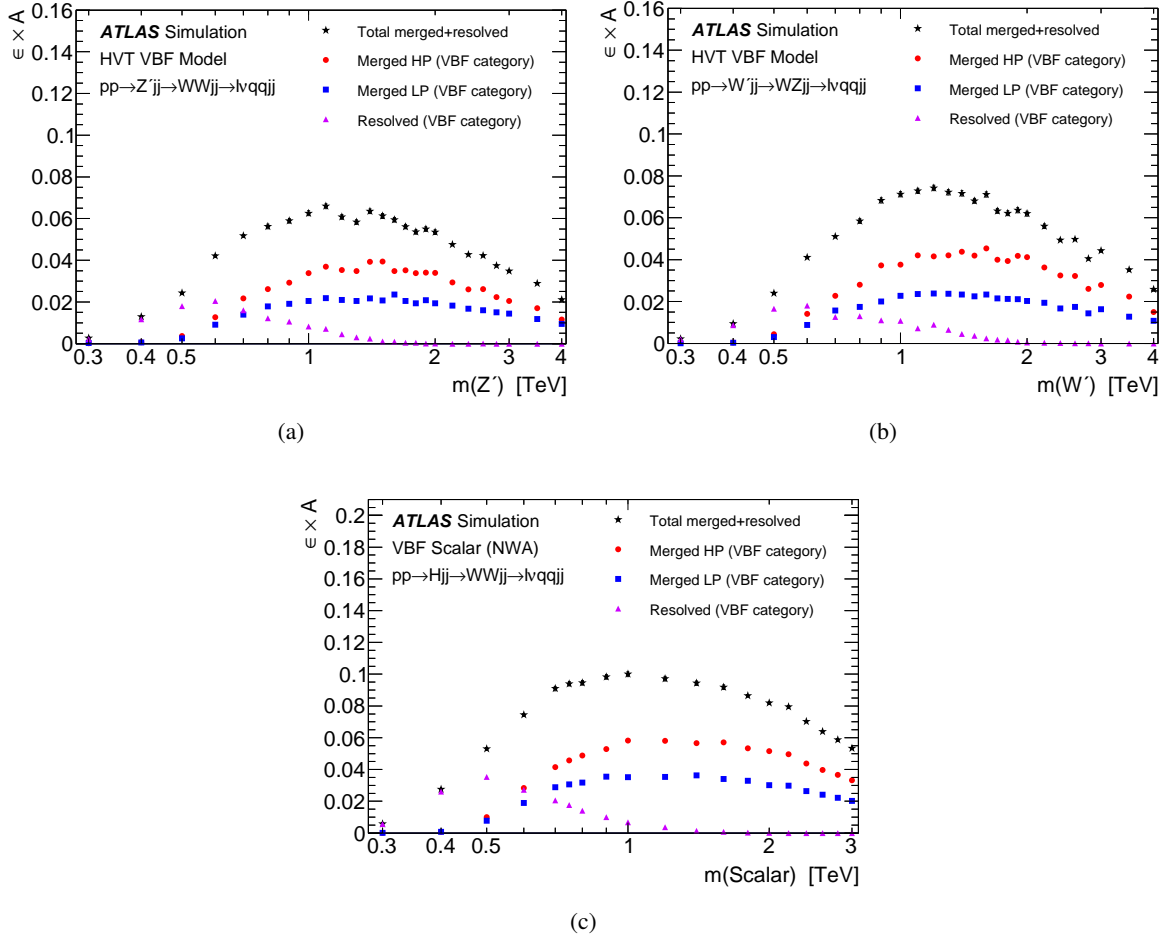 ATLAS Simulation
HVT VBF Model
pp→Z′jj→WWjj→lνqqjj
Total merged+resolved
Merged HP (VBF category)
Merged LP (VBF category)
Resolved (VBF category)
∈ × A
0.16
0.14
0.12
0.1
0.08
0.06
0.04
0.02
0
0.3 0.4 0.5 1 2 3 4
m(Z′) [TeV]
(a)
ATLAS Simulation
HVT VBF Model
pp→W′jj→WZjj→lνqqjj
Total merged+resolved
Merged HP (VBF category)
Merged LP (VBF category)
Resolved (VBF category)
∈ × A
0.16
0.14
0.12
0.1
0.08
0.06
0.04
0.02
0
0.3 0.4 0.5 1 2 3 4
m(W′) [TeV]
(b)
ATLAS Simulation
VBF Scalar (NWA)
pp→Hjj→WWjj→lνqqjj
Total merged+resolved
Merged HP (VBF category)
Merged LP (VBF category)
Resolved (VBF category)
∈ × A
0.2
0.18
0.16
0.14
0.12
0.1
0.08
0.06
0.04
0.02
0
0.3 0.4 0.5 1 2 3
m(Scalar) [TeV]
(c)